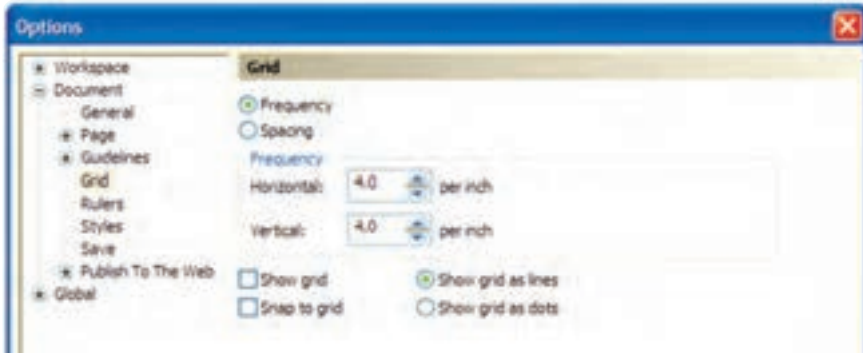 Options
Workspace
Document
General
Page
Guidelines
Grid
Rulers
Styles
Save
Publish To The Web
Global
Grid
Frequency
Spacing
Frequency
Horizontal: 4.0 per inch
Vertical: 4.0 per inch
Show grid Show grid as lines
Snap to grid Show grid as dots